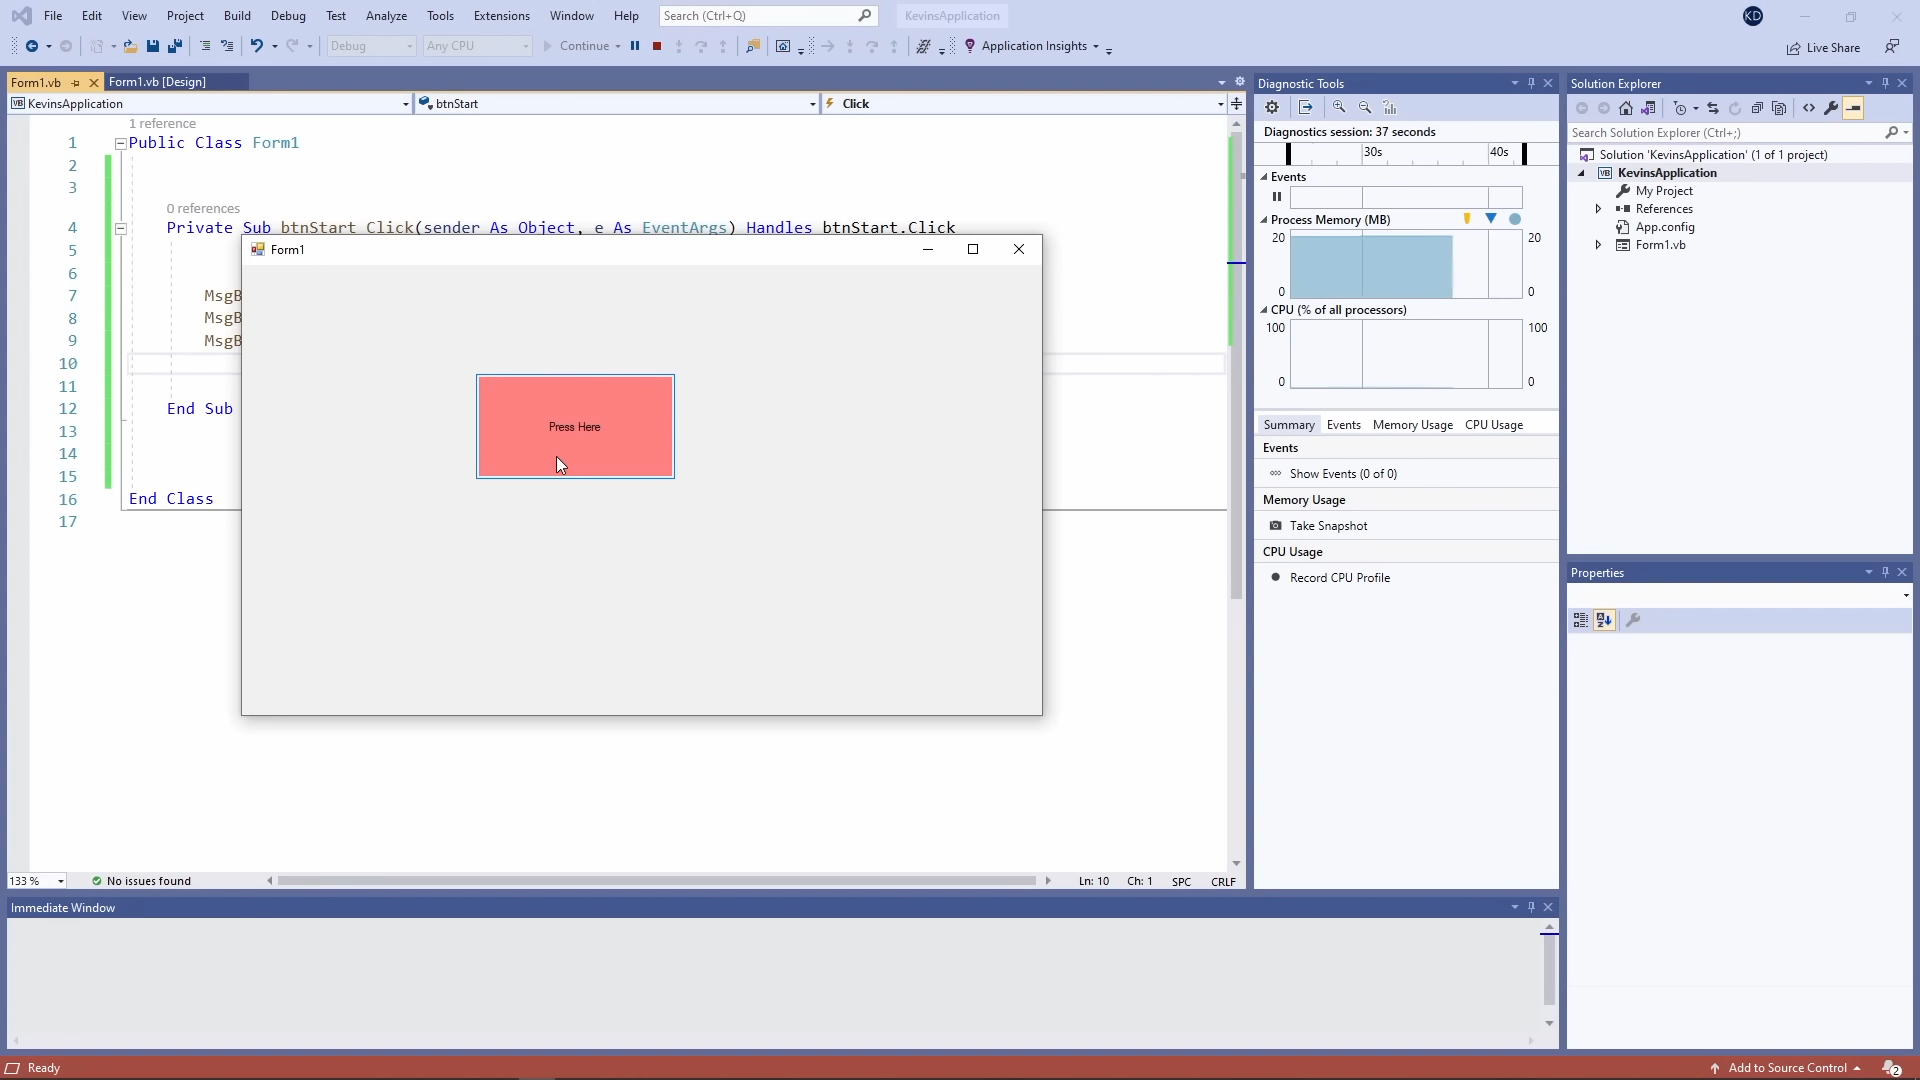 File Edit View Project Build Debug Test Analyze Tools Extensions Window Help Search (Ctrl+Q) KevinsApplication KD
Debug Any CPU Continue Application Insights Live Share
Form1.vb Form1.vb [Design]
VB KevinsApplication btnStart Click
1 reference
1 Public Class Form1
2
3
0 references
4 Private Sub btnStart_Click(sender As Object, e As EventArgs) Handles btnStart.Click
5
6
7 MsgB
8 MsgB
9 MsgB
10
11
12 End Sub
13
14
15
16 End Class
17
Form1
Press Here
133 % No issues found Ln: 10 Ch: 1 SPC CRLF
Immediate Window
Diagnostic Tools
Diagnostics session: 37 seconds
30s 40s
Events
Process Memory (MB)
20 20
0 0
CPU (% of all processors)
100 100
0 0
Summary Events Memory Usage CPU Usage
Events
Show Events (0 of 0)
Memory Usage
Take Snapshot
CPU Usage
Record CPU Profile
Solution Explorer
Search Solution Explorer (Ctrl+;)
Solution 'KevinsApplication' (1 of 1 project)
VB KevinsApplication
My Project
References
App.config
Form1.vb
Properties
Ready Add to Source Control 2